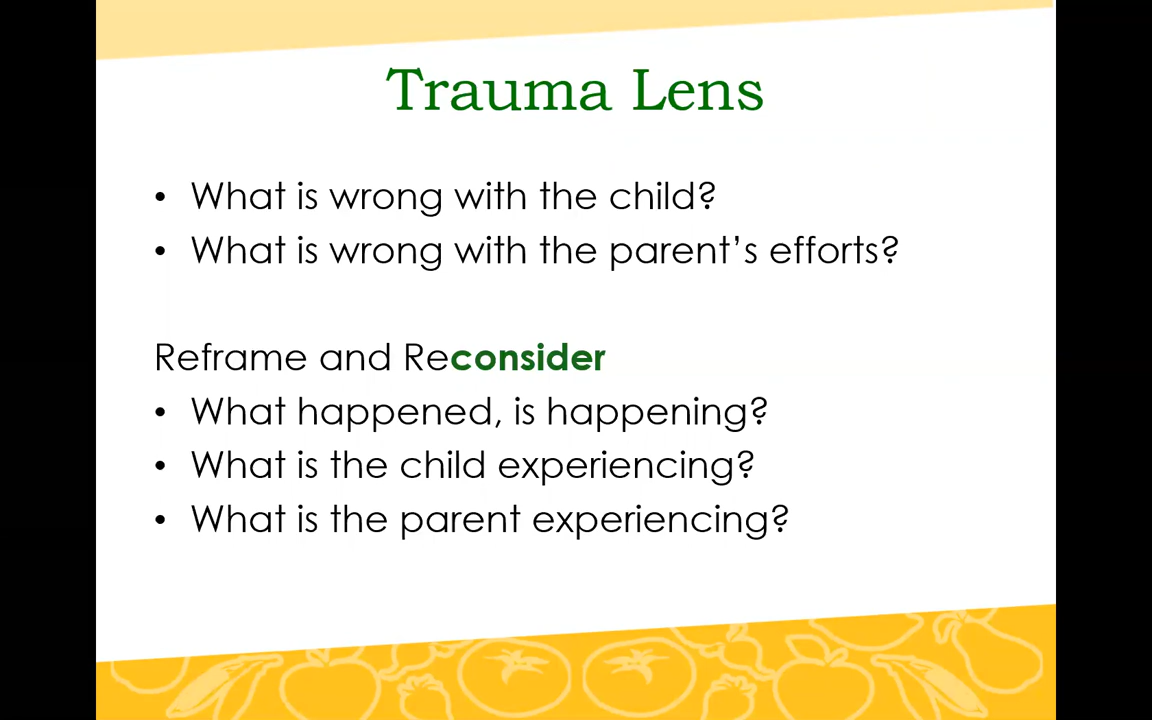 Trauma Lens
• What is wrong with the child?
• What is wrong with the parent’s efforts?
Reframe and Reconsider
• What happened, is happening?
• What is the child experiencing?
• What is the parent experiencing?